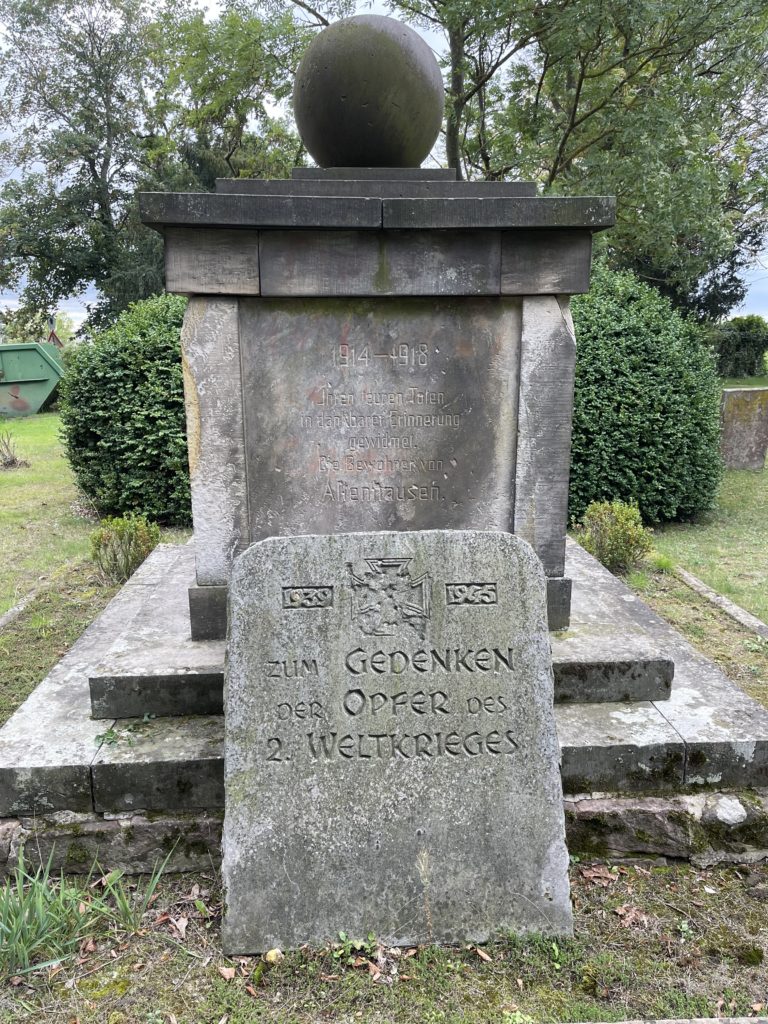 1914–1918
Ihren teuren Toten
in dankbarer Erinnerung
gewidmet.
Die Bewohner von
Altenhausen.
1939 1945
ZUM GEDENKEN
DER OPFER DES
2. WELTKRIEGES